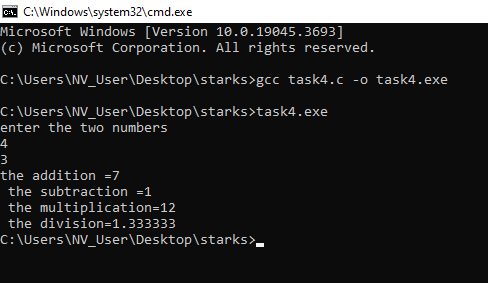 C:\Windows\system32\cmd.exe
Microsoft Windows [Version 10.0.19045.3693]
(c) Microsoft Corporation. All rights reserved.
C:\Users\NV_User\Desktop\starks>gcc task4.c -o task4.exe
C:\Users\NV_User\Desktop\starks>task4.exe
enter the two numbers
4
3
the addition =7
 the subtraction =1
 the multiplication=12
 the division=1.333333
C:\Users\NV_User\Desktop\starks>